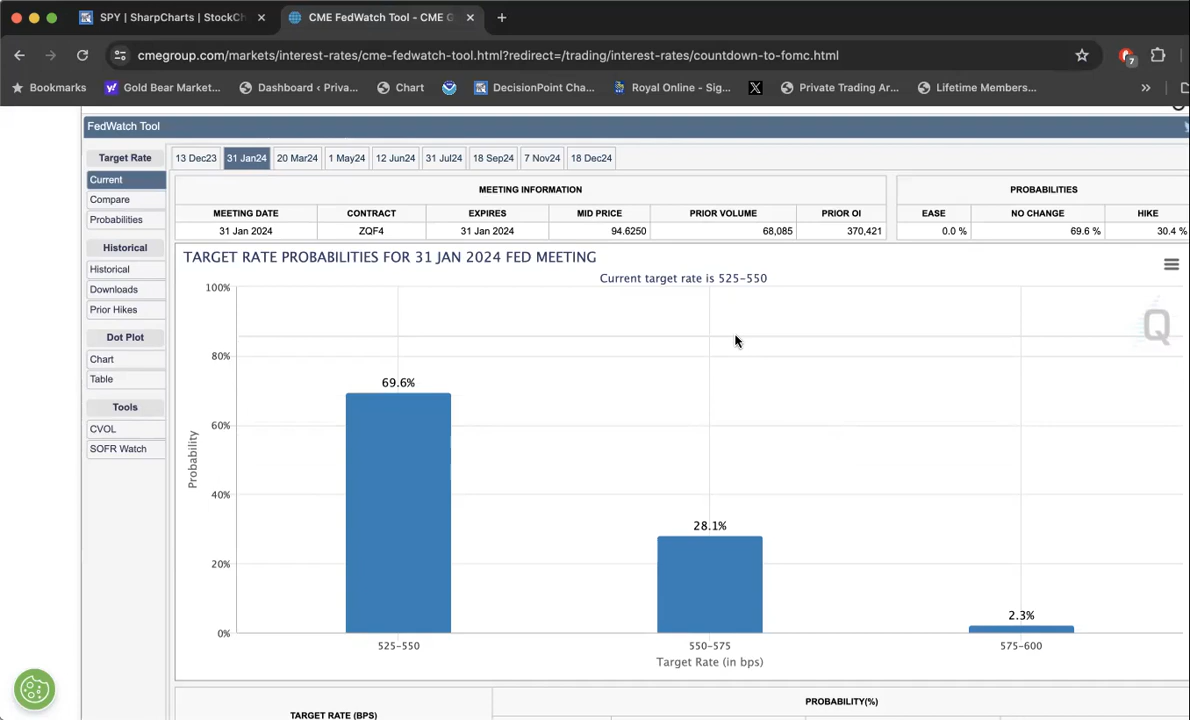 SPY | SharpCharts | StockCh
CME FedWatch Tool - CME G
cmegroup.com/markets/interest-rates/cme-fedwatch-tool.html?redirect=/trading/interest-rates/countdown-to-fomc.html
7
Bookmarks Gold Bear Market... Dashboard ‹ Priva... Chart DecisionPoint Cha... Royal Online - Sig... Private Trading Ar... Lifetime Members... »
FedWatch Tool
Target Rate
Current
Compare
Probabilities
Historical
Historical
Downloads
Prior Hikes
Dot Plot
Chart
Table
Tools
CVOL
SOFR Watch
13 Dec23 31 Jan24 20 Mar24 1 May24 12 Jun24 31 Jul24 18 Sep24 7 Nov24 18 Dec24
MEETING INFORMATION
MEETING DATE CONTRACT EXPIRES MID PRICE PRIOR VOLUME PRIOR OI
31 Jan 2024 ZQF4 31 Jan 2024 94.6250 68,085 370,421
PROBABILITIES
EASE NO CHANGE HIKE
0.0 % 69.6 % 30.4 %
TARGET RATE PROBABILITIES FOR 31 JAN 2024 FED MEETING
Current target rate is 525-550
100%
80%
60%
40%
20%
0%
Probability
69.6%
28.1%
2.3%
525-550 550-575 575-600
Target Rate (in bps)
Q
TARGET RATE (BPS)
PROBABILITY(%)